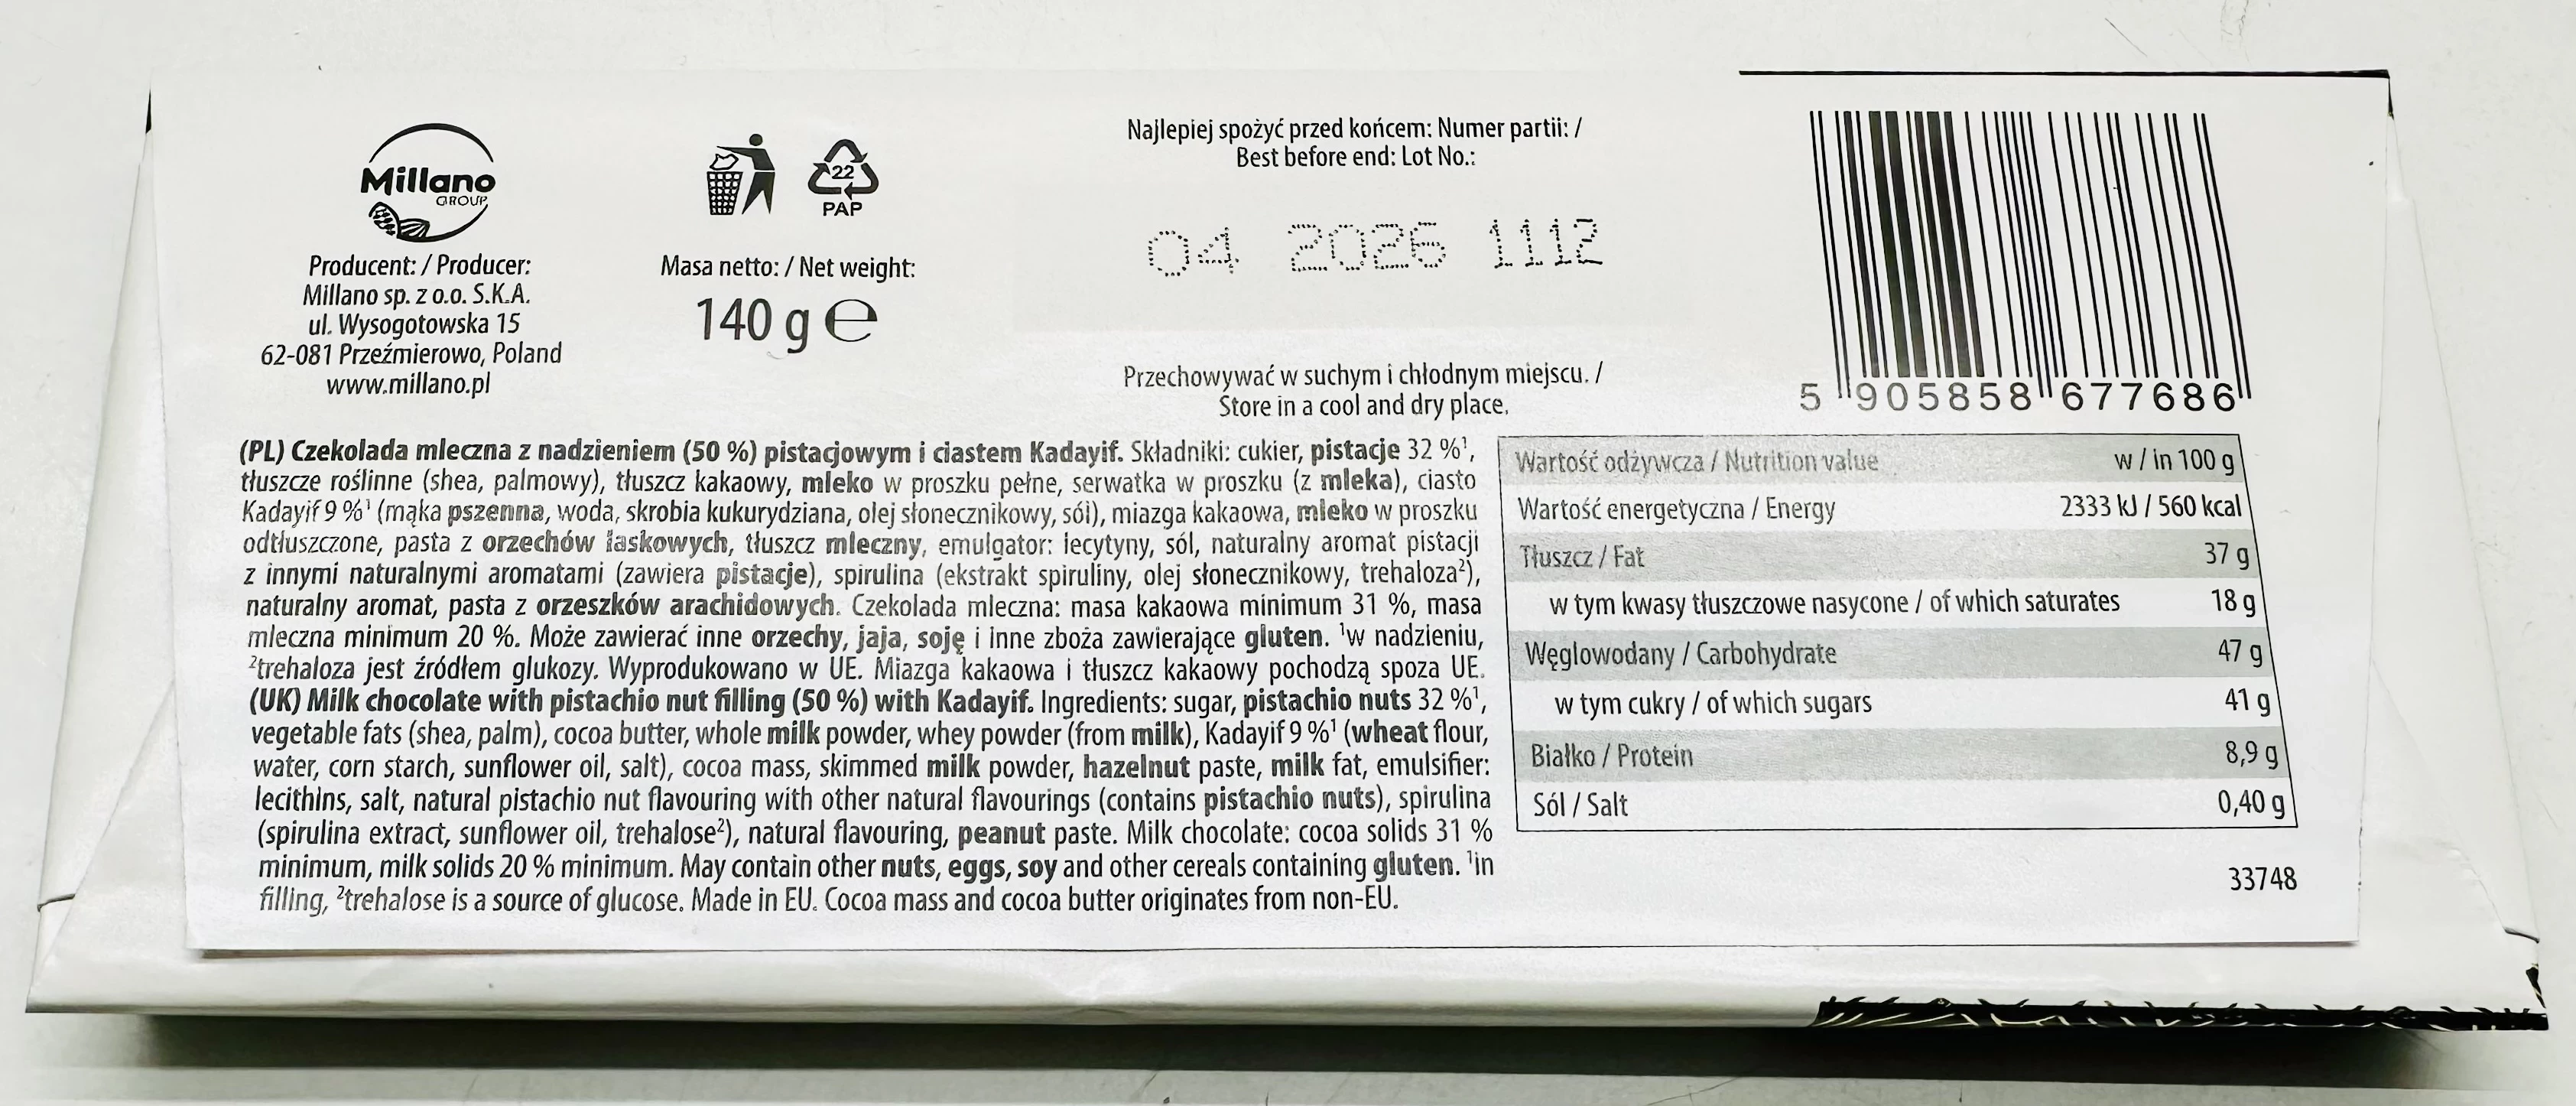 Millano
GROUP
Producent: / Producer:
Millano sp. z o.o. S.K.A.
ul. Wysogotowska 15
62-081 Przeźmierowo, Poland
www.millano.pl
22
PAP
Masa netto: / Net weight:
140 g ℮
Najlepiej spożyć przed końcem: Numer partii: /
Best before end: Lot No.:
04 2026 1112
Przechowywać w suchym i chłodnym miejscu. /
Store in a cool and dry place.
5 905858 677686
(PL) Czekolada mleczna z nadzieniem (50 %) pistacjowym i ciastem Kadayif. Składniki: cukier, pistacje 32 %¹,
tłuszcze roślinne (shea, palmowy), tłuszcz kakaowy, mleko w proszku pełne, serwatka w proszku (z mleka), ciasto
Kadayif 9 %¹ (mąka pszenna, woda, skrobia kukurydziana, olej słonecznikowy, sól), miazga kakaowa, mleko w proszku
odtłuszczone, pasta z orzechów laskowych, tłuszcz mleczny, emulgator: lecytyny, sól, naturalny aromat pistacji
z innymi naturalnymi aromatami (zawiera pistacje), spirulina (ekstrakt spiruliny, olej słonecznikowy, trehaloza²),
naturalny aromat, pasta z orzeszków arachidowych. Czekolada mleczna: masa kakaowa minimum 31 %, masa
mleczna minimum 20 %. Może zawierać inne orzechy, jaja, soję i inne zboża zawierające gluten. ¹w nadzieniu,
²trehaloza jest źródłem glukozy. Wyprodukowano w UE. Miazga kakaowa i tłuszcz kakaowy pochodzą spoza UE.
(UK) Milk chocolate with pistachio nut filling (50 %) with Kadayif. Ingredients: sugar, pistachio nuts 32 %¹,
vegetable fats (shea, palm), cocoa butter, whole milk powder, whey powder (from milk), Kadayif 9 %¹ (wheat flour,
water, corn starch, sunflower oil, salt), cocoa mass, skimmed milk powder, hazelnut paste, milk fat, emulsifier:
lecithins, salt, natural pistachio nut flavouring with other natural flavourings (contains pistachio nuts), spirulina
(spirulina extract, sunflower oil, trehalose²), natural flavouring, peanut paste. Milk chocolate: cocoa solids 31 %
minimum, milk solids 20 % minimum. May contain other nuts, eggs, soy and other cereals containing gluten. ¹in
filling, ²trehalose is a source of glucose. Made in EU. Cocoa mass and cocoa butter originates from non-EU.
Wartość odżywcza / Nutrition value w / in 100 g
Wartość energetyczna / Energy 2333 kJ / 560 kcal
Tłuszcz / Fat 37 g
w tym kwasy tłuszczowe nasycone / of which saturates 18 g
Węglowodany / Carbohydrate 47 g
w tym cukry / of which sugars 41 g
Białko / Protein 8,9 g
Sól / Salt 0,40 g
33748